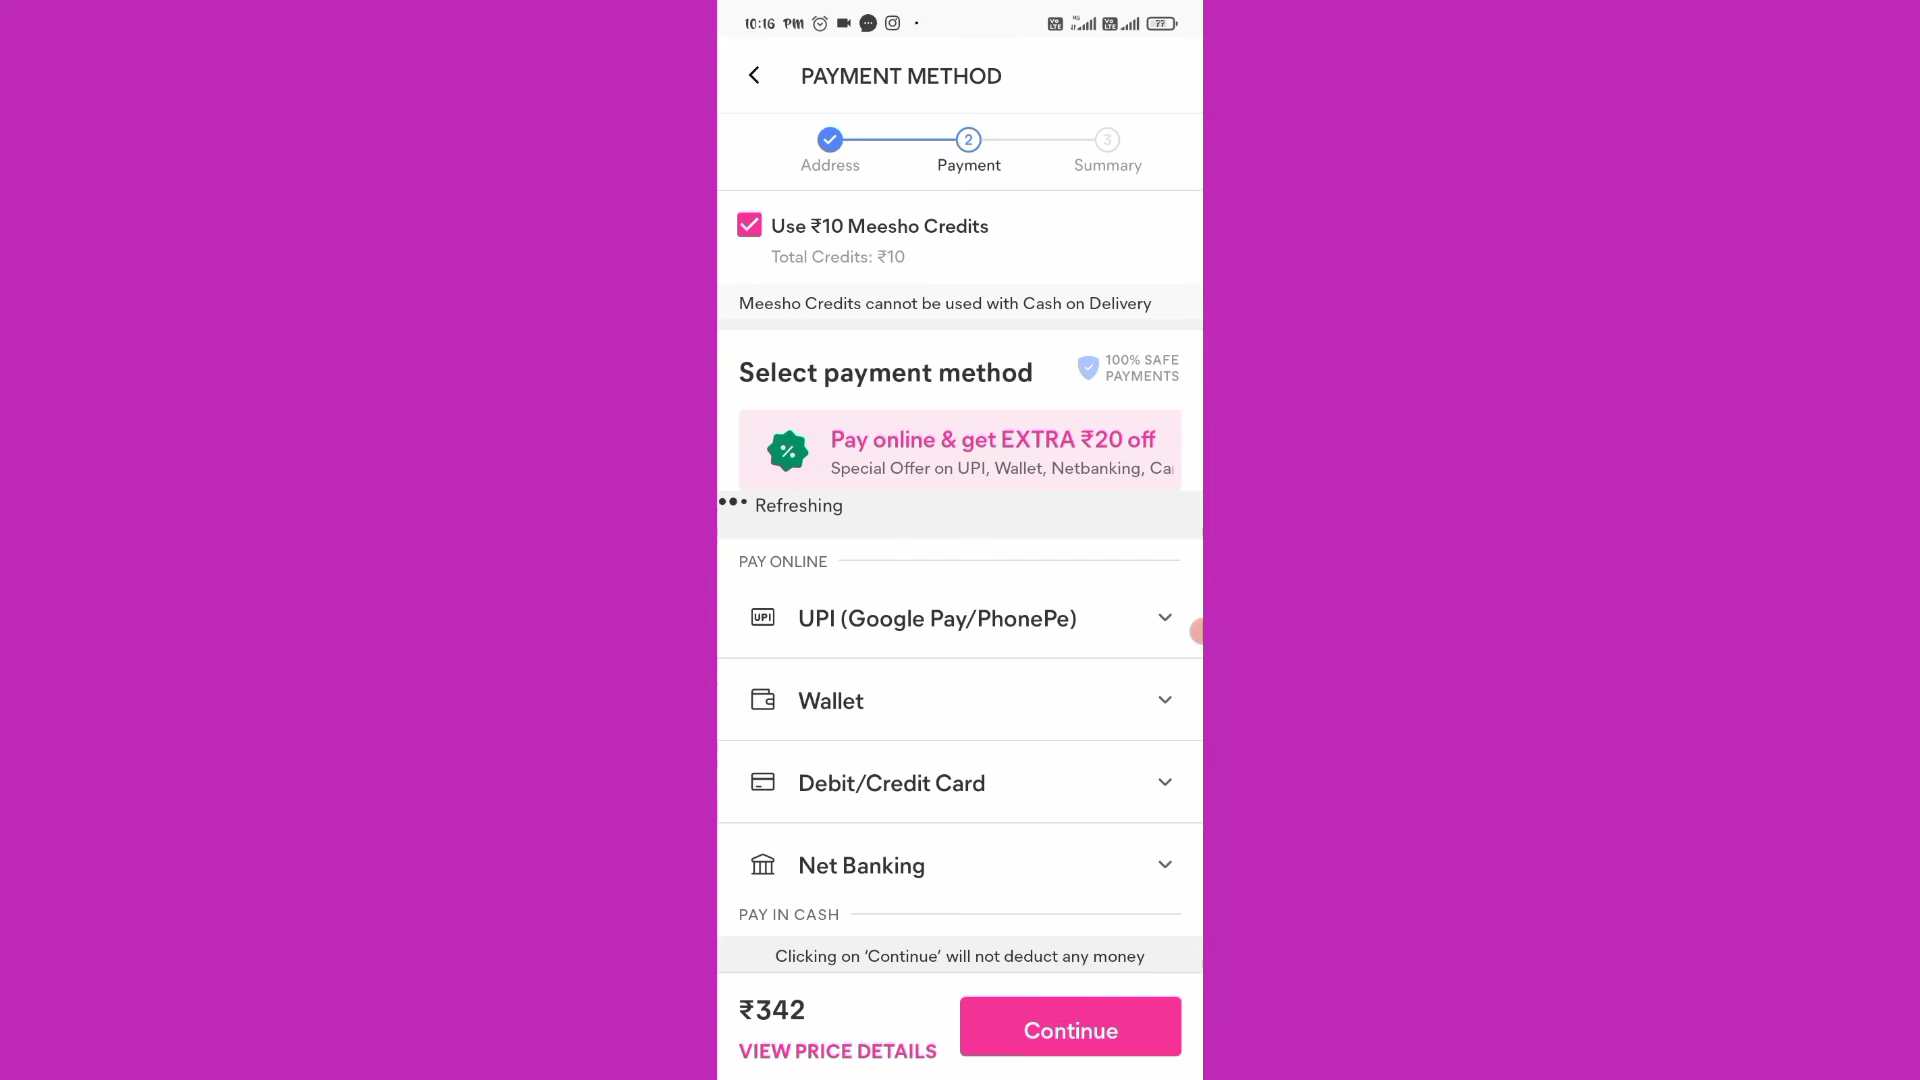 10:16 PM
77
PAYMENT METHOD
2
3
Address
Payment
Summary
Use ₹10 Meesho Credits
Total Credits: ₹10
Meesho Credits cannot be used with Cash on Delivery
Select payment method
100% SAFE
PAYMENTS
Pay online & get EXTRA ₹20 off
Special Offer on UPI, Wallet, Netbanking, Ca
Refreshing
PAY ONLINE
UPI
UPI (Google Pay/PhonePe)
Wallet
Debit/Credit Card
Net Banking
PAY IN CASH
Clicking on ‘Continue’ will not deduct any money
₹342
Continue
VIEW PRICE DETAILS